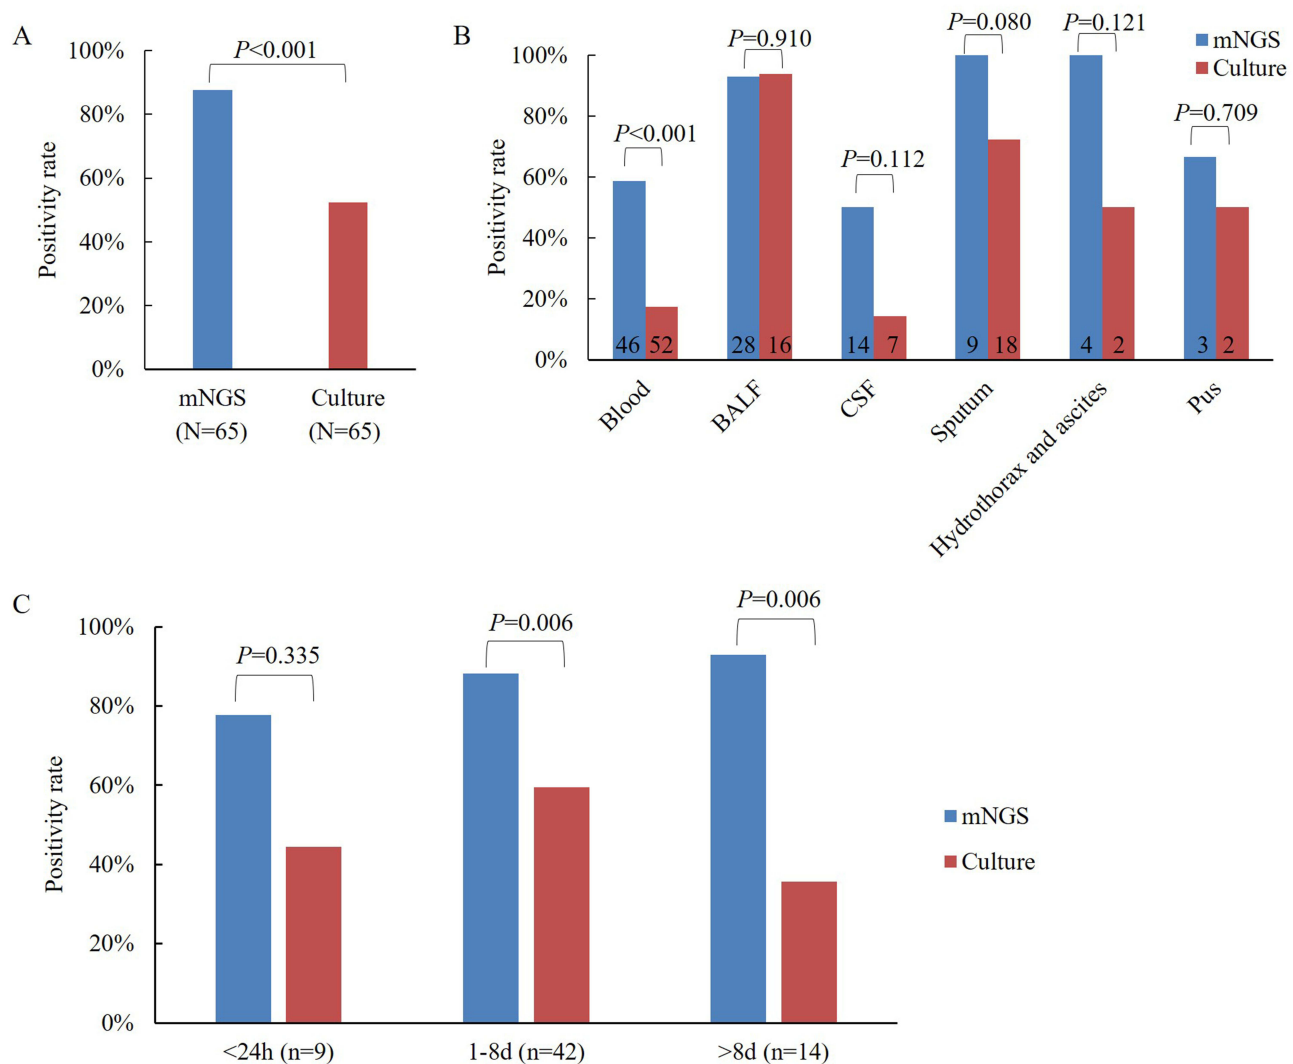 A
P<0.001
100%
80%
60%
40%
20%
0%
Positivity rate
mNGS
(N=65)
Culture
(N=65)
B
P<0.001
P=0.910
P=0.112
P=0.080
P=0.121
P=0.709
mNGS
Culture
100%
80%
60%
40%
20%
0%
Positivity rate
46 52 28 16 14 7 9 18 4 2 3 2
Blood
BALF
CSF
Sputum
Hydrothorax and ascites
Pus
C
P=0.335
P=0.006
P=0.006
100%
80%
60%
40%
20%
0%
Positivity rate
mNGS
Culture
<24h (n=9)
1-8d (n=42)
>8d (n=14)